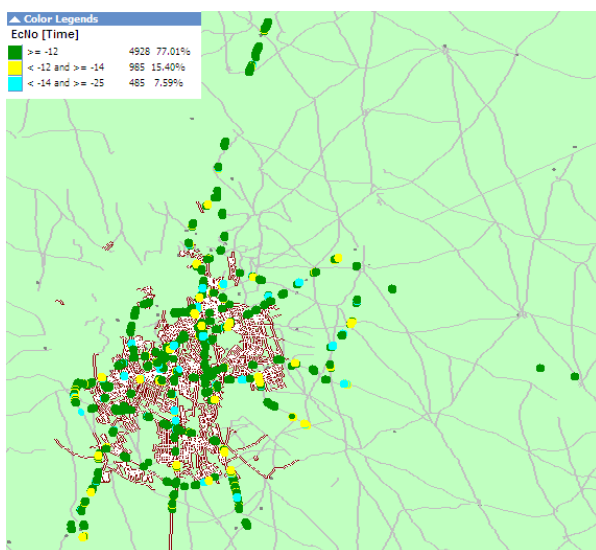 Color Legends
EcNo [Time]
>= -12 4928 77.01%
< -12 and >= -14 985 15.40%
< -14 and >= -25 485 7.59%